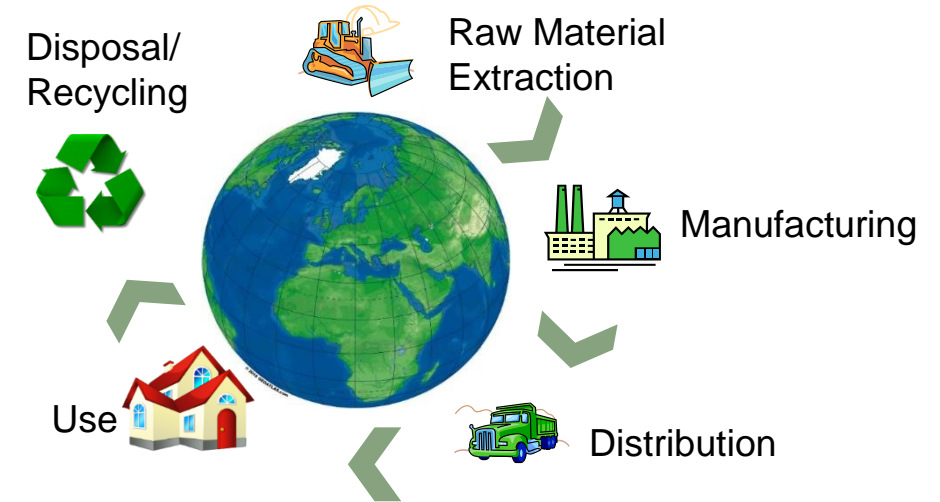 Disposal/
Recycling
Raw Material
Extraction
Manufacturing
Distribution
Use